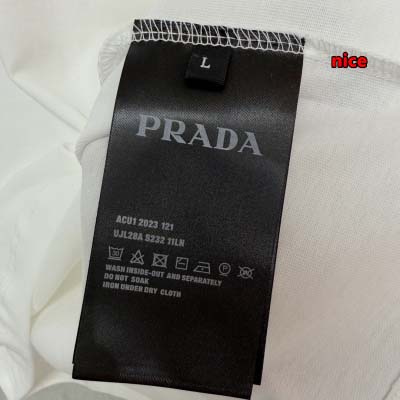 nice
L
PRADA
ACU1 2023 121
UJL28A S232 11LN
30
P
WASH INSIDE-OUT AND SEPARATELY
DO NOT SOAK
IRON UNDER DRY CLOTH